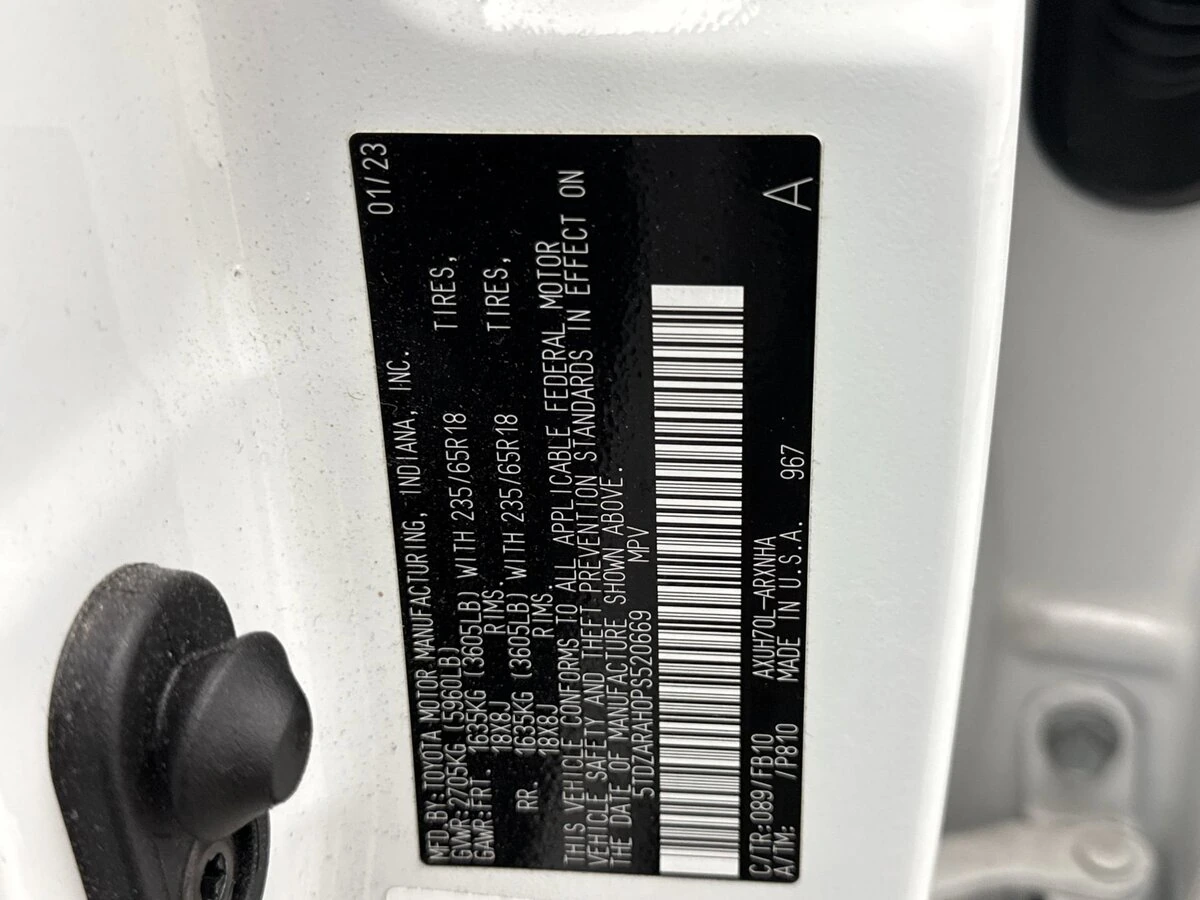 01/23
MFD BY:TOYOTA MOTOR MANUFACTURING, INDIANA, INC.
GVWR:2705KG (5960LB)
GAWR:FRT. 1635KG (3605LB) WITH 235/65R18 TIRES,
18X8J RIMS.
RR. 1635KG (3605LB) WITH 235/65R18 TIRES,
18X8J RIMS.
THIS VEHICLE CONFORMS TO ALL APPLICABLE FEDERAL MOTOR
VEHICLE SAFETY AND THEFT PREVENTION STANDARDS IN EFFECT ON
THE DATE OF MANUFACTURE SHOWN ABOVE.
5TDZARAH0PS520669 MPV
C/TR:089/FB10 AXUH70L-ARXNHA
A/TM: /P810 MADE IN U.S.A. 967 A